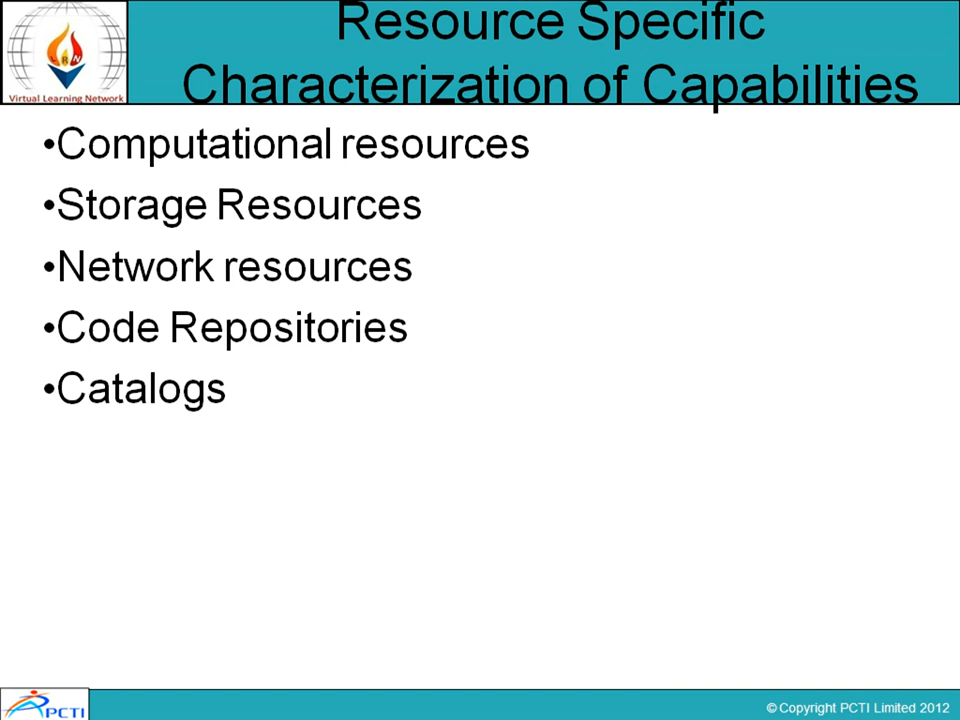 Resource Specific
Characterization of Capabilities
RN
Virtual Learning Network
•Computational resources
•Storage Resources
•Network resources
•Code Repositories
•Catalogs
PCTI
© Copyright PCTI Limited 2012